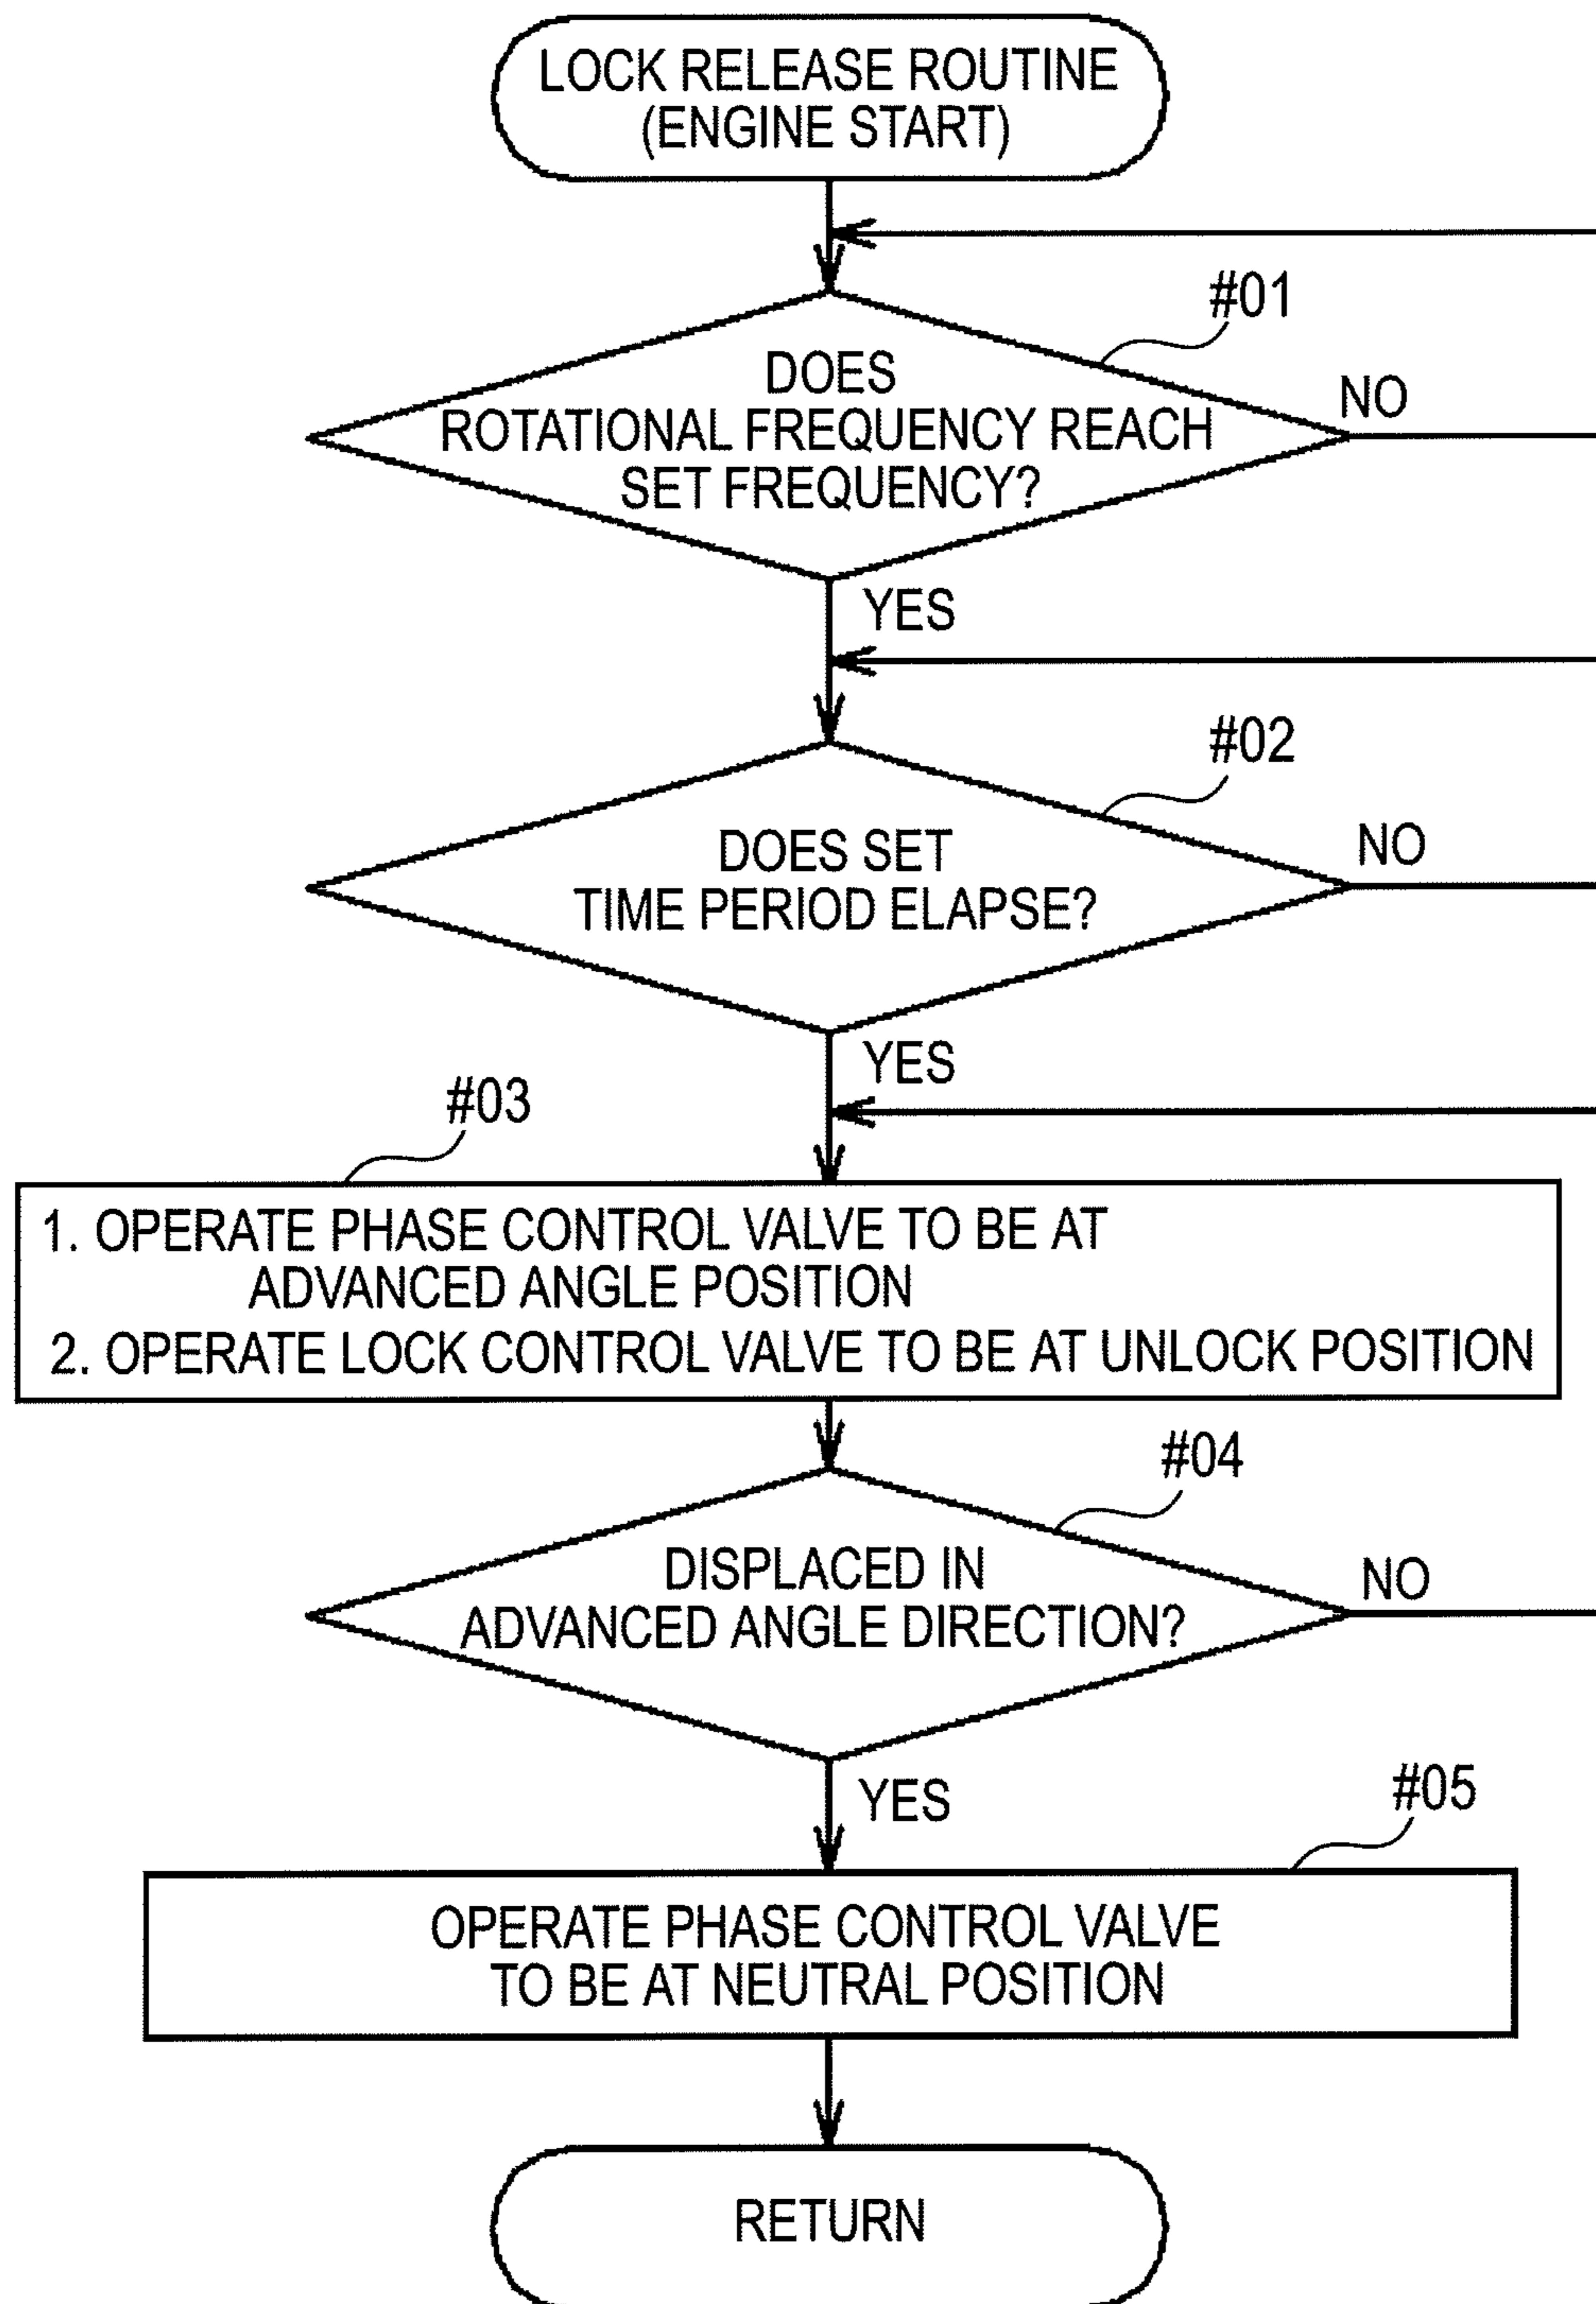 LOCK RELEASE ROUTINE
(ENGINE START)
#01
DOES
ROTATIONAL FREQUENCY REACH
SET FREQUENCY?
NO
YES
#02
DOES SET
TIME PERIOD ELAPSE?
NO
YES
#03
1. OPERATE PHASE CONTROL VALVE TO BE AT
ADVANCED ANGLE POSITION
2. OPERATE LOCK CONTROL VALVE TO BE AT UNLOCK POSITION
#04
DISPLACED IN
ADVANCED ANGLE DIRECTION?
NO
YES
#05
OPERATE PHASE CONTROL VALVE
TO BE AT NEUTRAL POSITION
RETURN